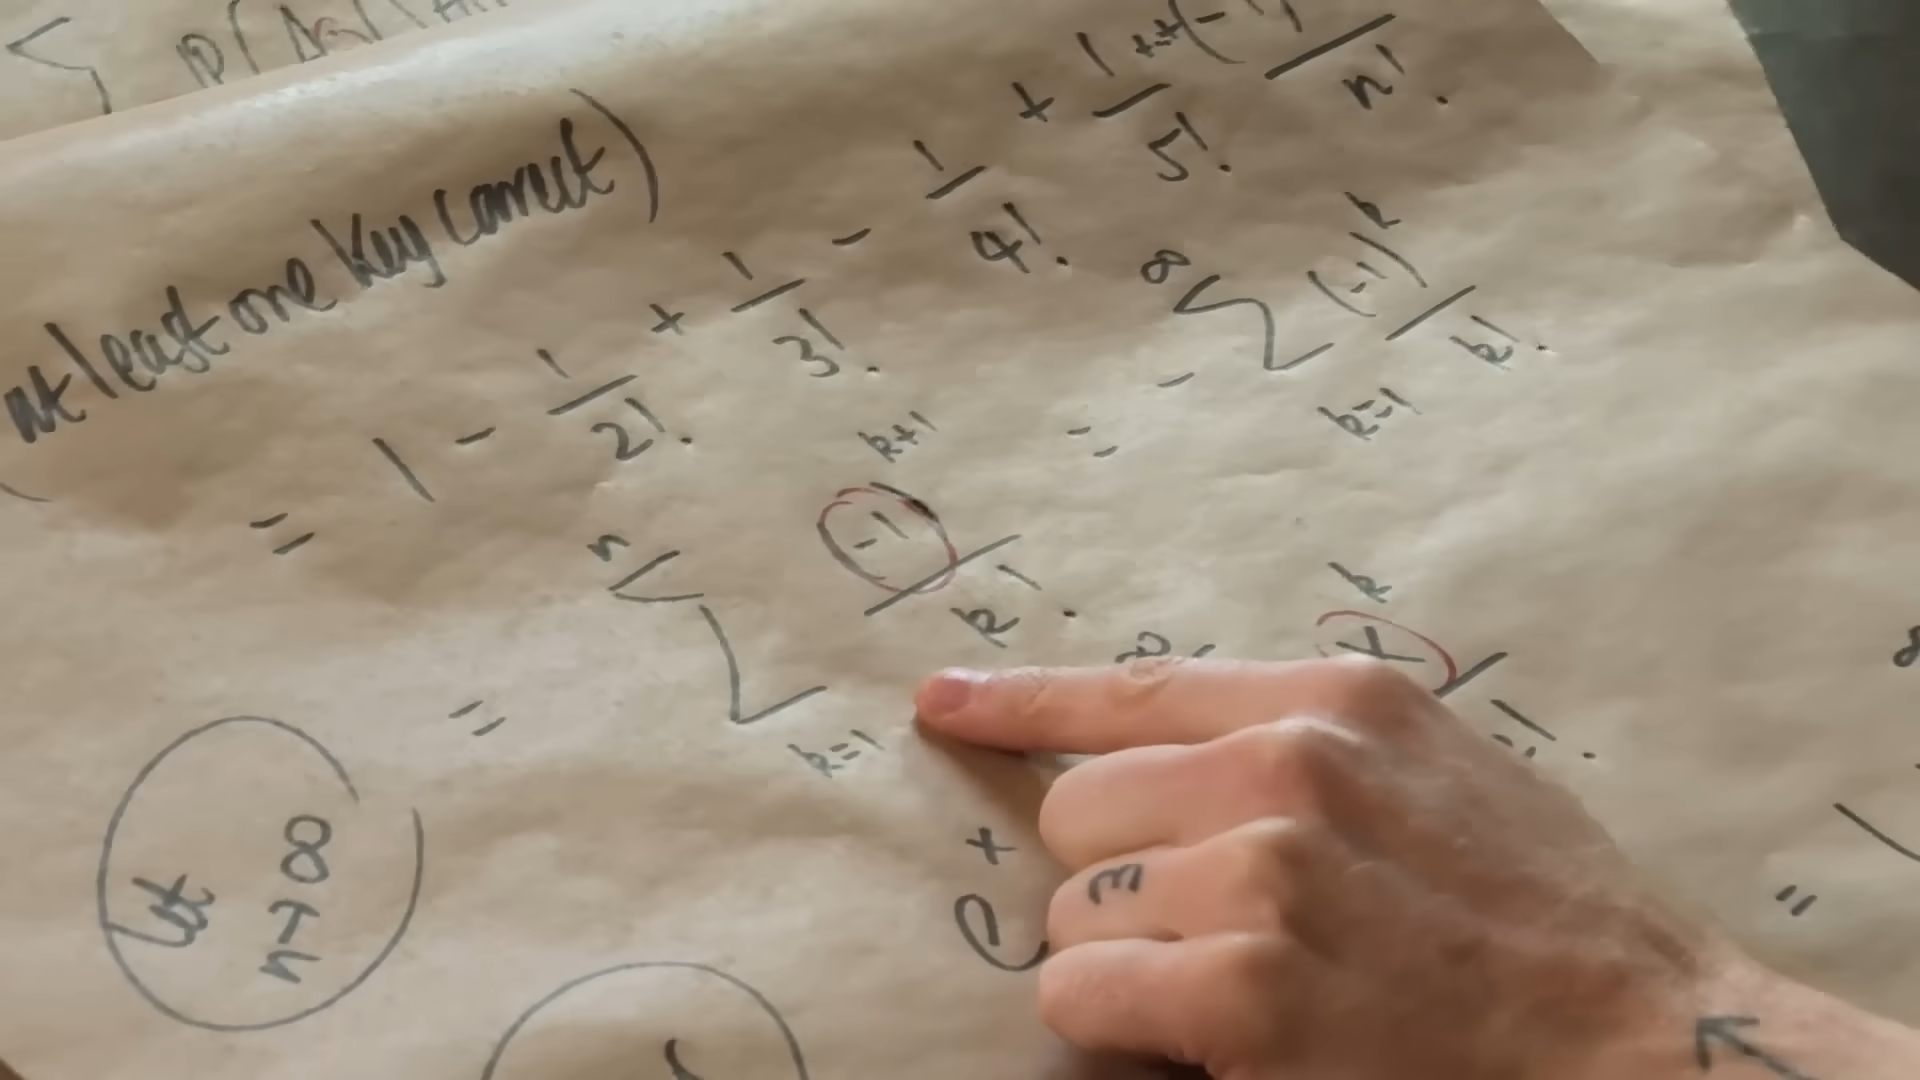 at least one key correct)
= 1 - 1/2! + 1/3! - 1/4! + 1/5! +..+(-1) / n!
= n Σ k=1 (-1)^k+1 / k! = - ∞ Σ k=1 (-1)^k / k!
let n→∞
e^x
∞ x^k / !
=
3